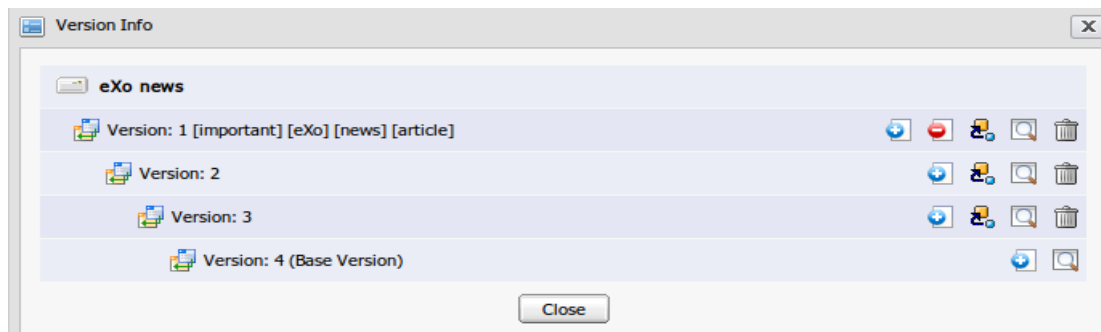 Version Info
eXo news
Version: 1 [important] [eXo] [news] [article]
Version: 2
Version: 3
Version: 4 (Base Version)
Close